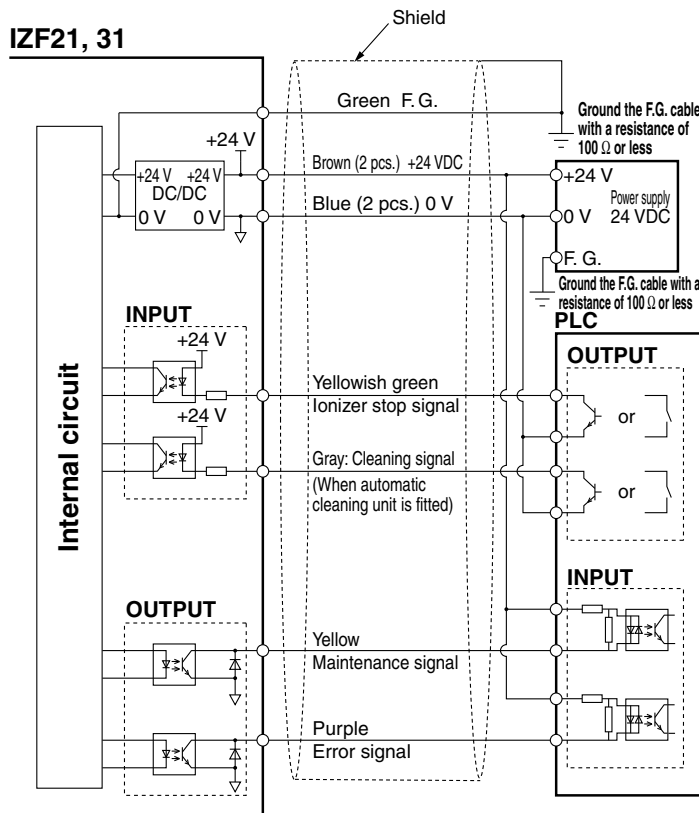 Shield
IZF21, 31
Green F.G.
Ground the F.G. cable
with a resistance of
100 Ω or less
+24 V
Brown (2 pcs.) +24 VDC
+24 V +24 V
DC/DC
0 V 0 V
Blue (2 pcs.) 0 V
+24 V
Power supply
0 V 24 VDC
F. G.
Ground the F.G. cable with a
resistance of 100 Ω or less
PLC
INPUT
+24 V
OUTPUT
Yellowish green
Ionizer stop signal
or
+24 V
Gray: Cleaning signal
(When automatic
cleaning unit is fitted)
or
Internal circuit
INPUT
OUTPUT
Yellow
Maintenance signal
Purple
Error signal